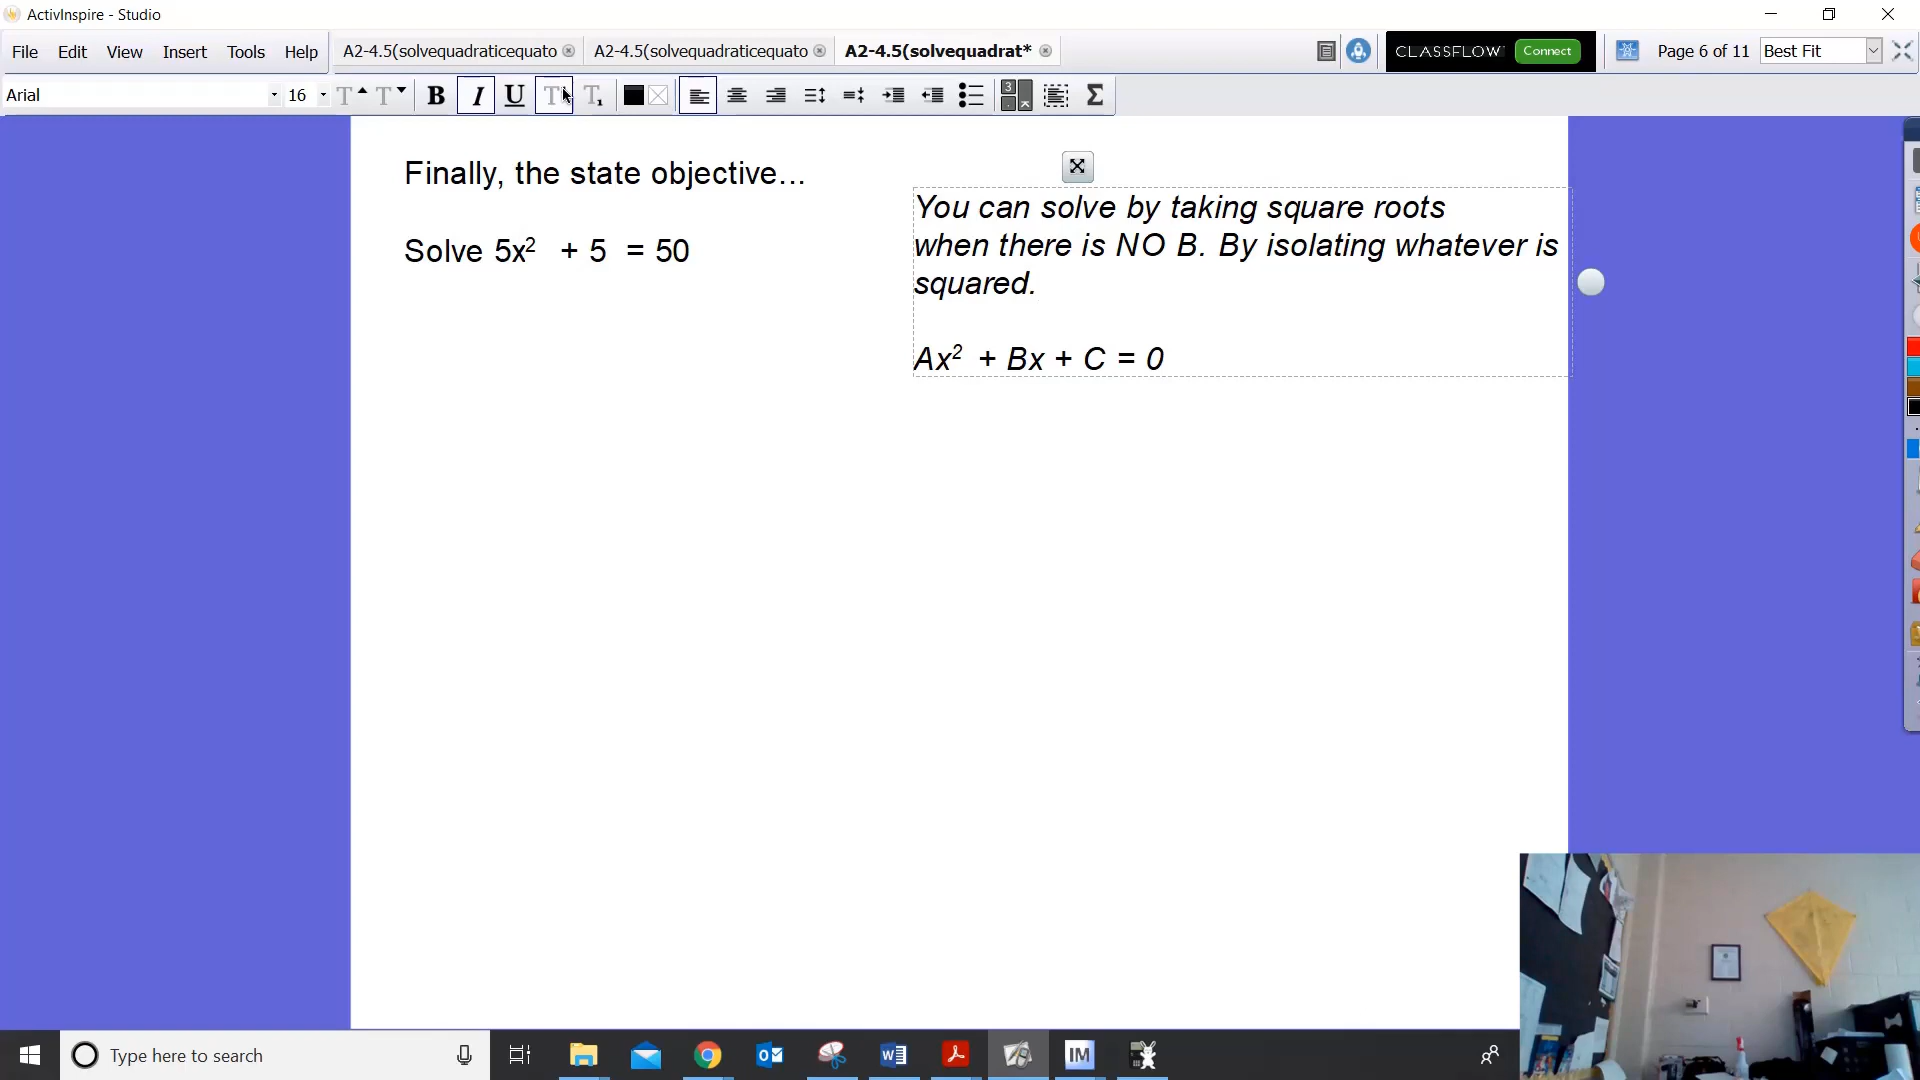 ActivInspire - Studio
File Edit View Insert Tools Help
A2-4.5(solvequadraticequato
A2-4.5(solvequadraticequato
A2-4.5(solvequadrat*
CLASSFLOW Connect
Page 6 of 11
Best Fit
Arial 16 B I U
Finally, the state objective...
Solve 5x² + 5 = 50
You can solve by taking square roots
when there is NO B. By isolating whatever is
squared.
Ax² + Bx + C = 0
Type here to search
IM